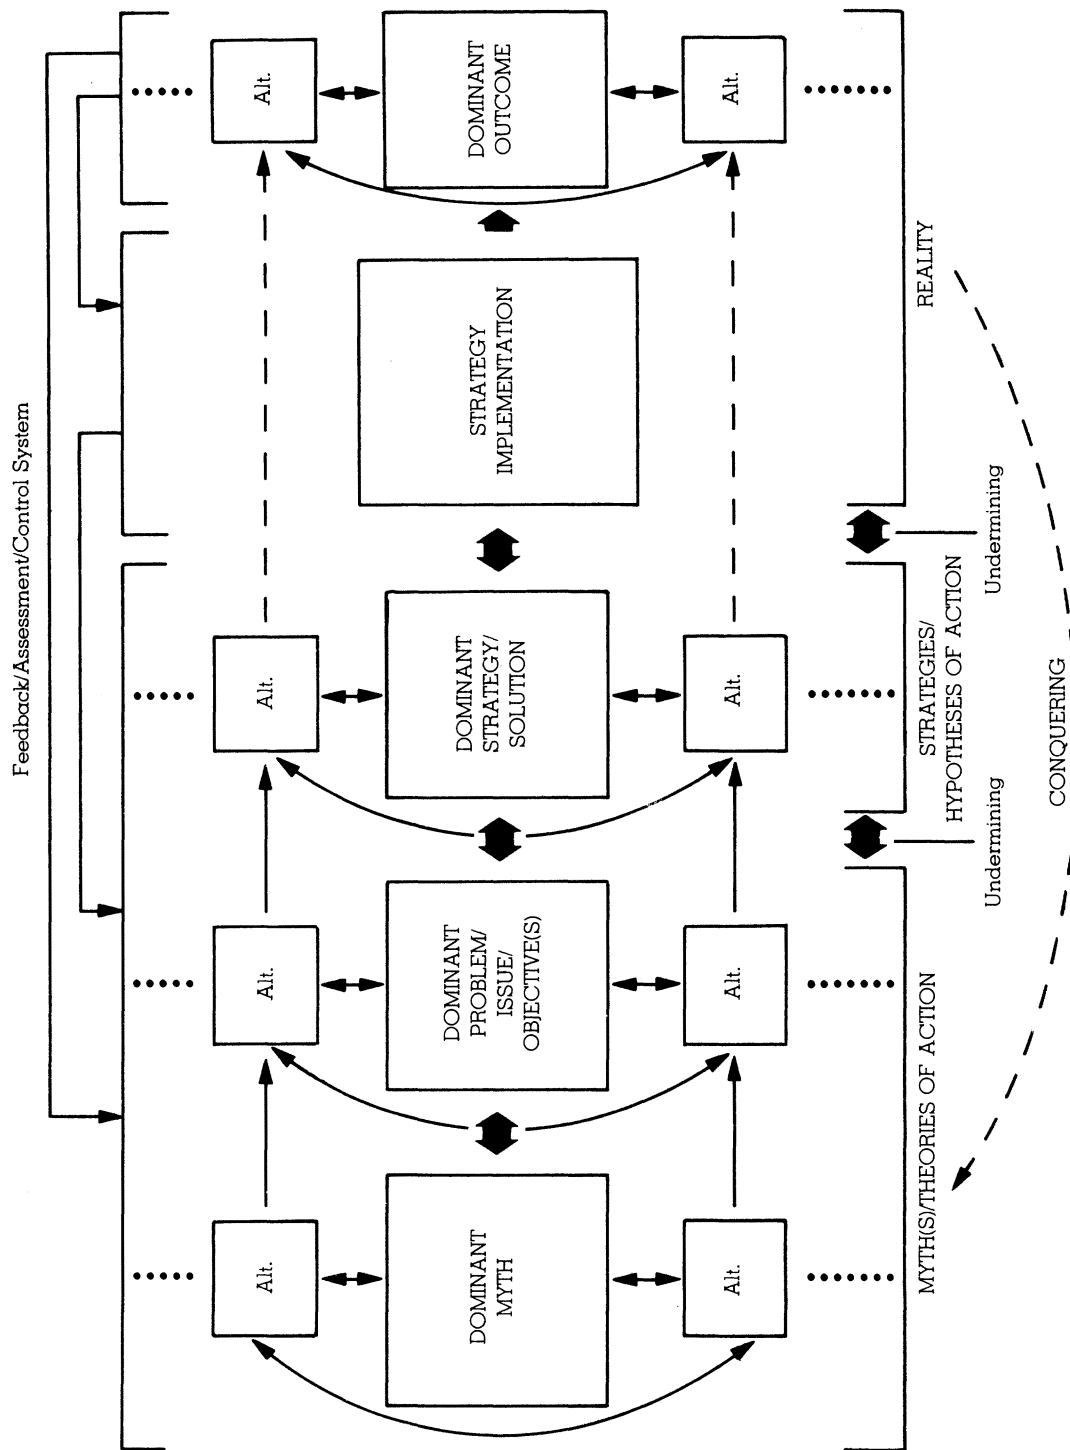 Feedback/Assessment/Control System
Alt.
Alt.
Alt.
Alt.
DOMINANT
MYTH
DOMINANT
PROBLEM/
ISSUE/
OBJECTIVE(S)
DOMINANT
STRATEGY/
SOLUTION
STRATEGY
IMPLEMENTATION
DOMINANT
OUTCOME
Alt.
Alt.
Alt.
Alt.
MYTH(S)/THEORIES OF ACTION
STRATEGIES/
HYPOTHESES OF ACTION
REALITY
Undermining
Undermining
CONQUERING